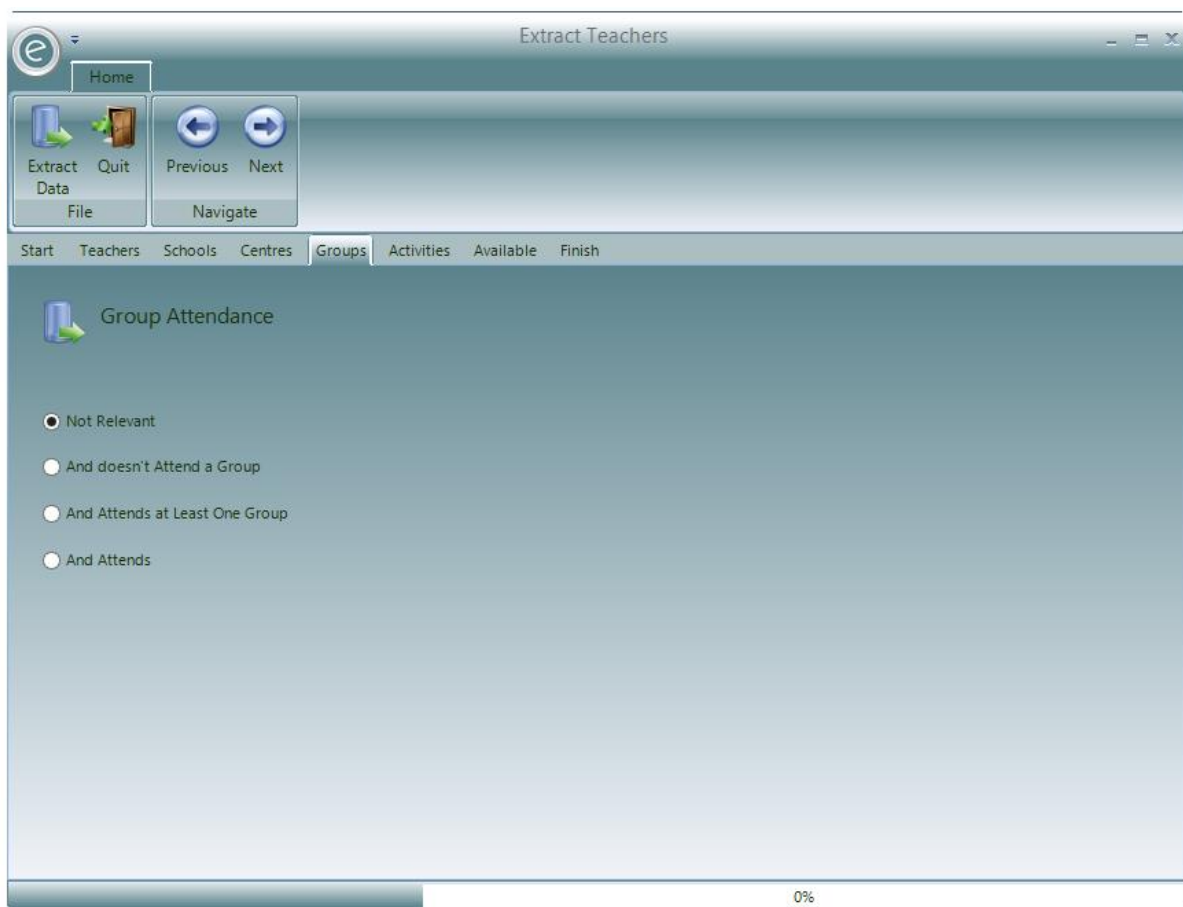 e
Extract Teachers
Home
Extract Data
Quit
Previous
Next
File
Navigate
Start Teachers Schools Centres Groups Activities Available Finish
Group Attendance
Not Relevant
And doesn't Attend a Group
And Attends at Least One Group
And Attends
0%